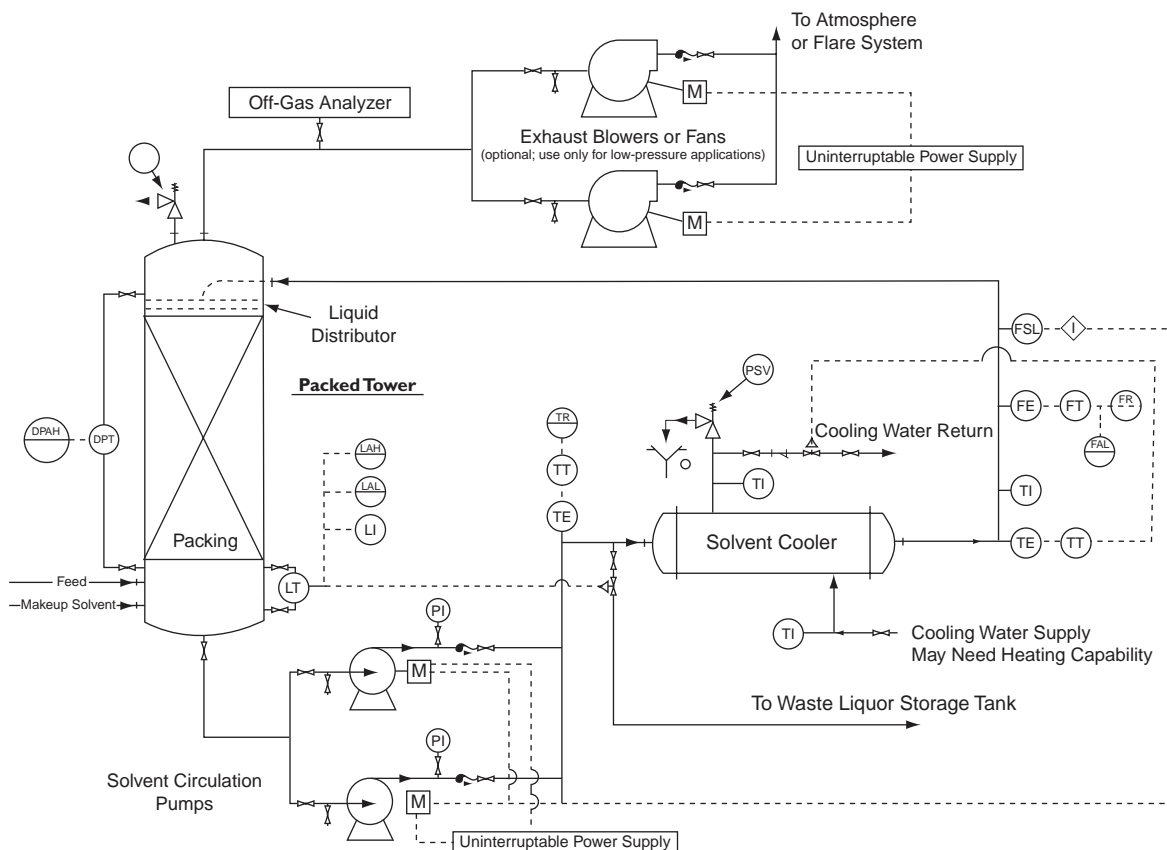 To Atmosphere
or Flare System
Off-Gas Analyzer
M
Exhaust Blowers or Fans
(optional; use only for low-pressure applications)
Uninterruptable Power Supply
M
Liquid
Distributor
Packed Tower
FSL
I
PSV
DPAH
DPT
TR
TT
TE
LAH
LAL
LI
LT
Cooling Water Return
FE
FT
FR
FAL
TI
TI
Packing
Solvent Cooler
TE
TT
Feed
Makeup Solvent
PI
TI
Cooling Water Supply
May Need Heating Capability
M
To Waste Liquor Storage Tank
PI
Solvent Circulation
Pumps
M
Uninterruptable Power Supply